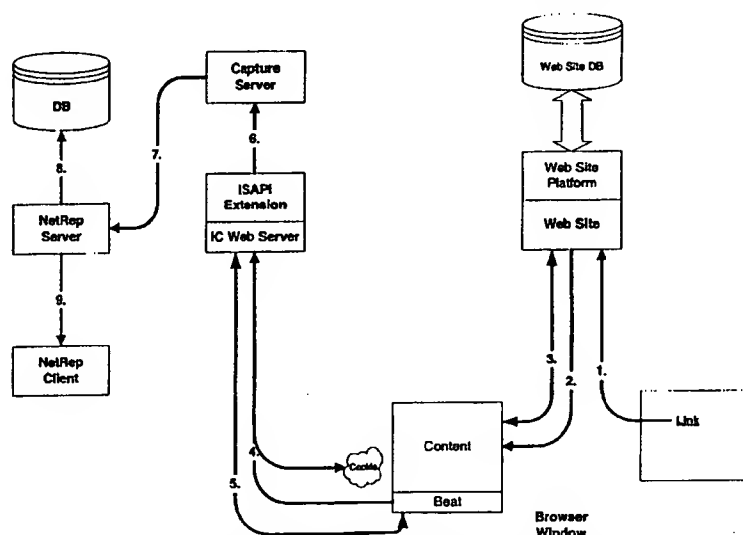 DB
Capture
Server
Web Site DB
8.
7.
6.
ISAPI
Extension
IC Web Server
Web Site
Platform
Web Site
NetRep
Server
9.
NetRep
Client
3.
2.
1.
Link
Content
Cookie
4.
5.
Beat
Browser
Window